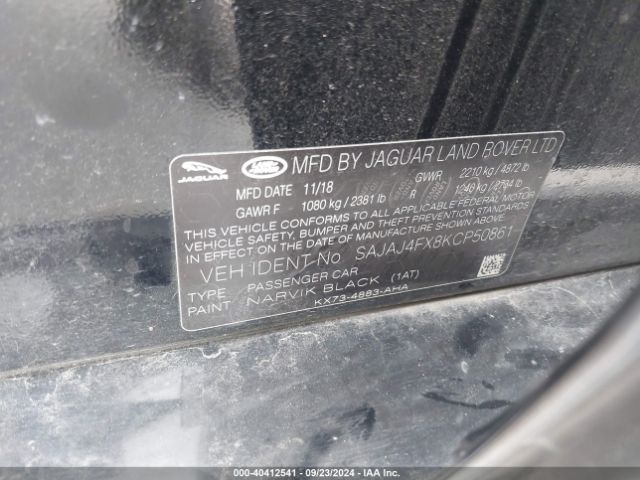 JAGUAR LAND ROVER MFD BY JAGUAR LAND ROVER LTD
MFD DATE 11/18 GVWR 2210 kg / 4872 lb
GAWR F 1080 kg / 2381 lb R 1240 kg / 2734 lb
THIS VEHICLE CONFORMS TO ALL APPLICABLE FEDERAL MOTOR
VEHICLE SAFETY, BUMPER, AND THEFT PREVENTION STANDARDS
IN EFFECT ON THE DATE OF MANUFACTURE SHOWN ABOVE
VEH IDENT-No SAJAJ4FX8KCP50861
TYPE PASSENGER CAR
PAINT NARVIK BLACK (1AT)
KX73-4883-AHA
000-40412541 / 09/23/2024 / IAA Inc.